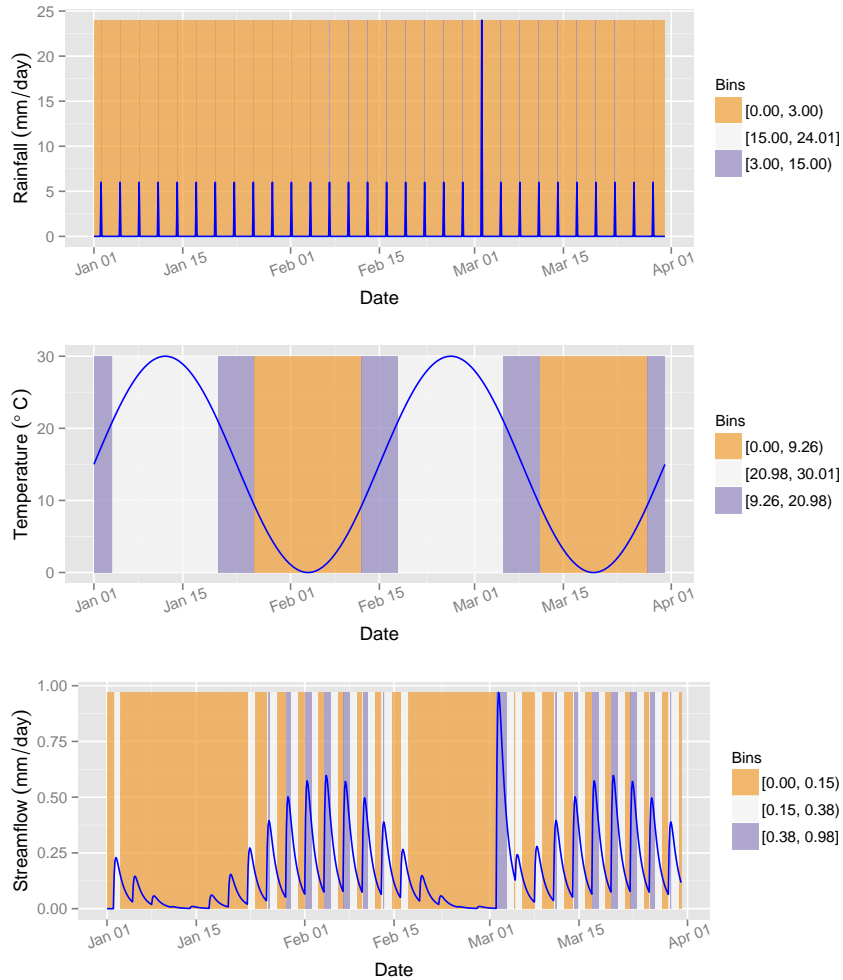 25
20
15
10
5
0
Rainfall (mm/day)
Jan 01
Jan 15
Feb 01
Feb 15
Mar 01
Mar 15
Apr 01
Date
Bins
[0.00, 3.00)
[15.00, 24.01]
[3.00, 15.00)
30
20
10
0
Temperature (° C)
Jan 01
Jan 15
Feb 01
Feb 15
Mar 01
Mar 15
Apr 01
Date
Bins
[0.00, 9.26)
[20.98, 30.01]
[9.26, 20.98)
1.00
0.75
0.50
0.25
0.00
Streamflow (mm/day)
Jan 01
Jan 15
Feb 01
Feb 15
Mar 01
Mar 15
Apr 01
Date
Bins
[0.00, 0.15)
[0.15, 0.38)
[0.38, 0.98]